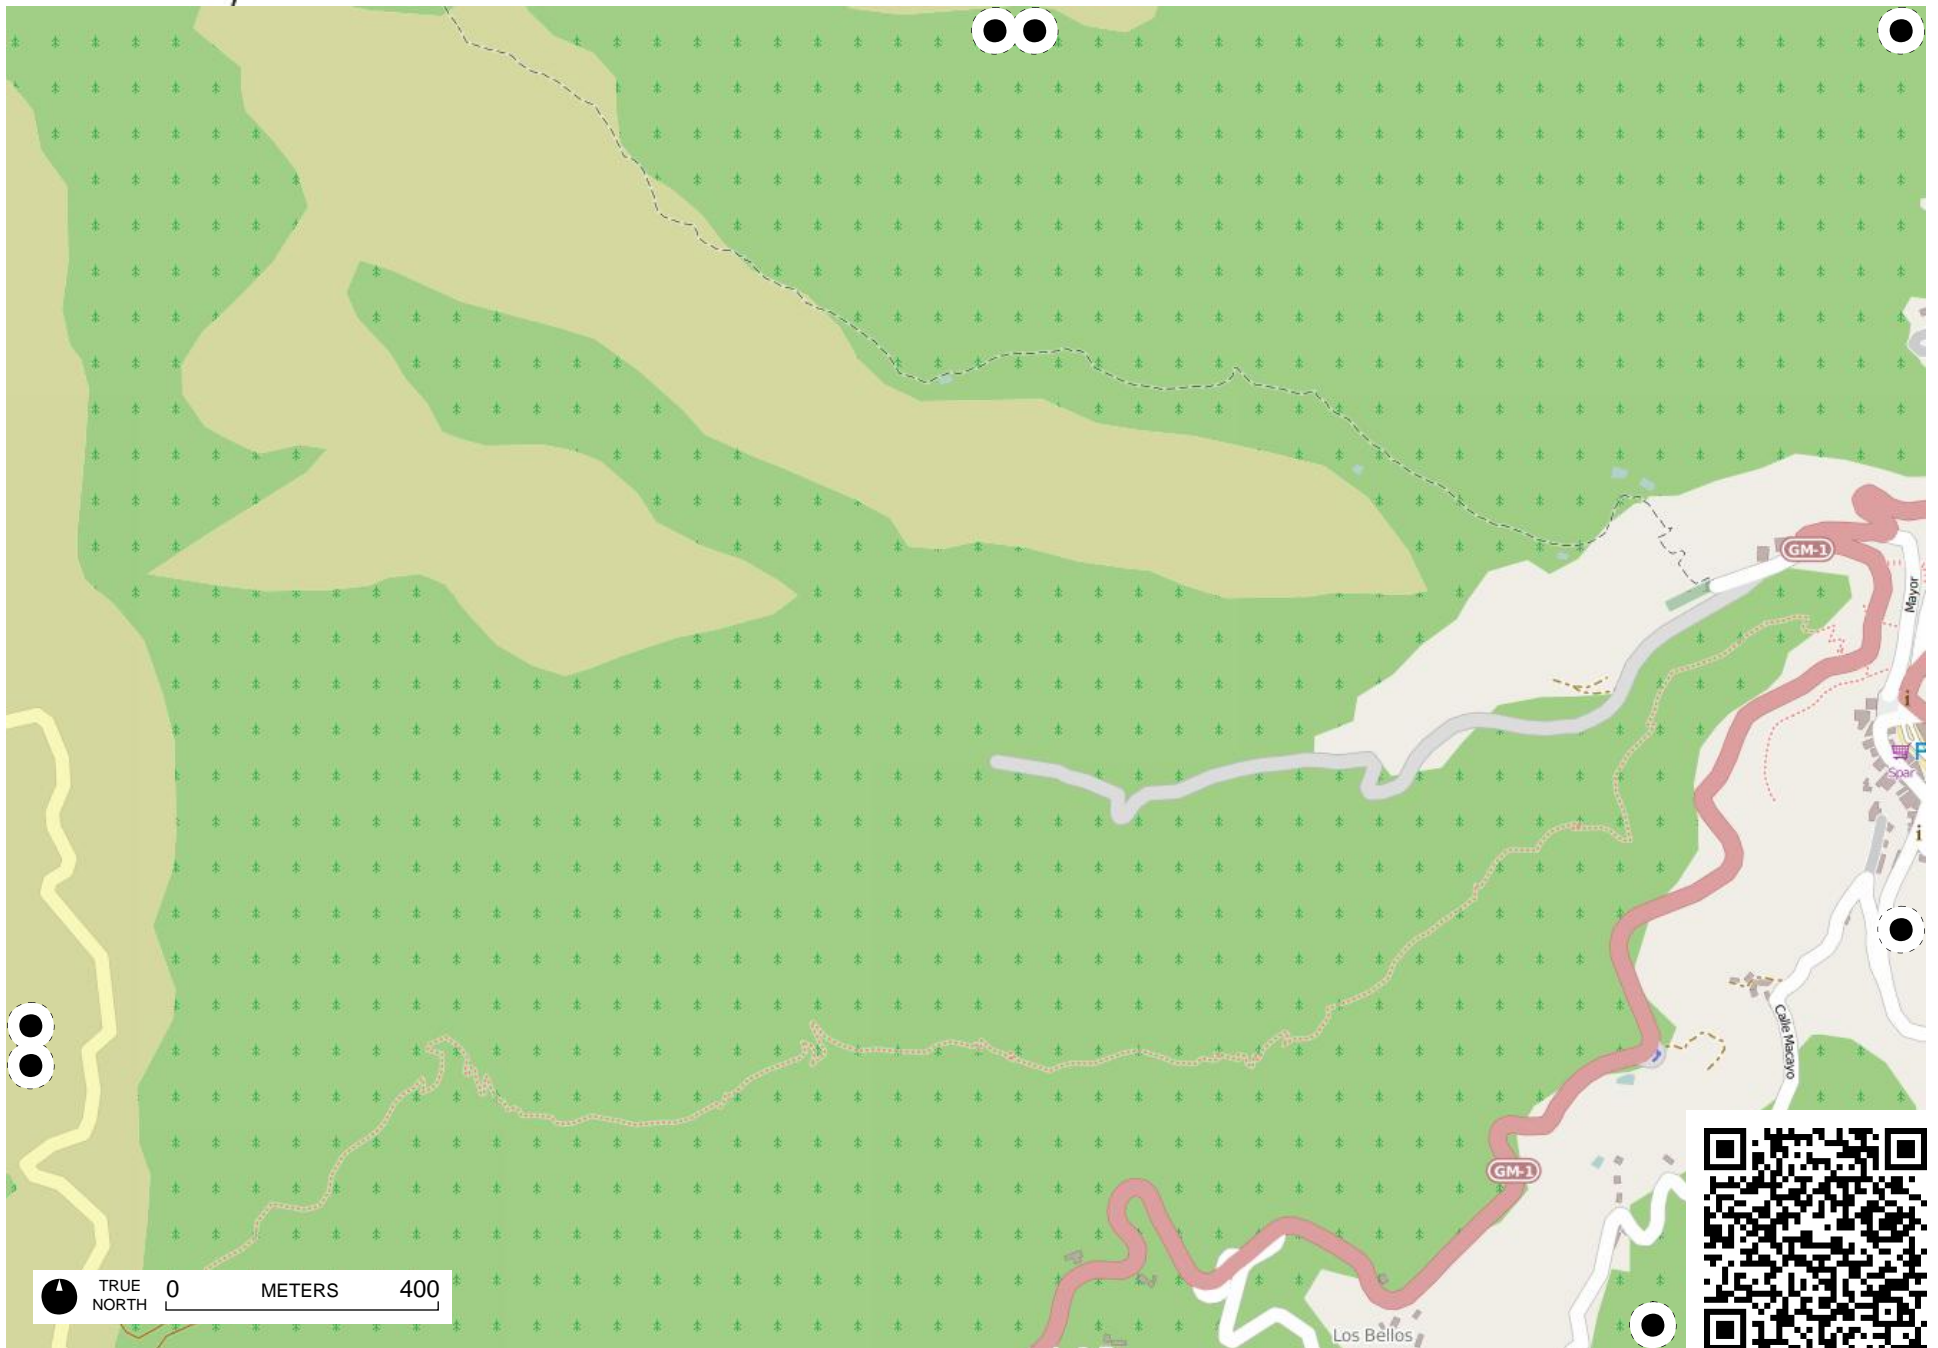 GM-1
Mayor
i
P
Spar
i
Calle Macayo
GM-1
TRUE NORTH
0 METERS 400
Los Bellos